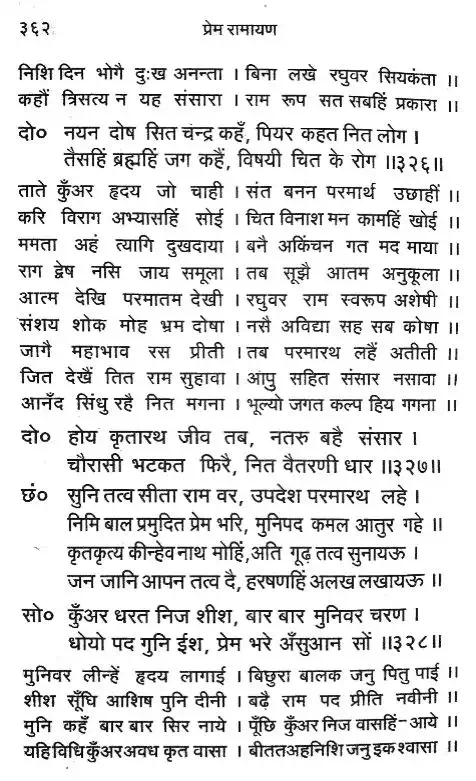 ३६२ प्रेम रामायण
निशि दिन भोगै दुःख अनन्ता । बिना लखे रघुवर सियकंता ॥
कहौं त्रिसत्य न यह संसारा । राम रूप सत सबहिं प्रकारा ॥
दो० नयन दोष सित चन्द्र कहँ, पियर कहत नित लोग ।
तैसहिं ब्रह्महिं जग कहैं, विषयी चित के रोग ॥३२६॥
ताते कुँअर हृदय जो चाही । संत बनन परमार्थ उछाहीं ॥
करि विराग अभ्यासहिं सोई । चित विनाश मन कामहिं खोई ॥
ममता अहं त्यागि दुखदाया । बनै अकिंचन गत मद माया ॥
राग द्वेष नसि जाय समूला । तब सूझै आतम अनुकूला ॥
आत्म देखि परमातम देखी । रघुवर राम स्वरूप अशेषी ॥
संशय शोक मोह भ्रम दोषा । नसै अविद्या सह सब कोषा ॥
जागै महाभाव रस प्रीती । तब परमारथ लहैं अतीती ॥
जित देखैं तित राम सुहावा । आपु सहित संसार नसावा ॥
आनँद सिंधु रहै नित मगना । भूल्यो जगत कल्प हिय गगना ॥
दो० होय कृतारथ जीव तब, नतरु बहै संसार ।
चौरासी भटकत फिरै, नित वैतरणी धार ॥३२७॥
छं० सुनि तत्व सीता राम वर, उपदेश परमारथ लहे ।
निमि बाल प्रमुदित प्रेम भरि, मुनिपद कमल आतुर गहे ॥
कृतकृत्य कीन्हेव नाथ मोहिं, अति गूढ़ तत्व सुनायऊ ।
जन जानि आपन तत्व दै, हरषणहिं अलख लखायऊ ॥
सो० कुँअर धरत निज शीश, बार बार मुनिवर चरण ।
धोयो पद गुनि ईश, प्रेम भरे अँसुआन सों ॥३२८॥
मुनिवर लीन्हें हृदय लागाई । बिछुरा बालक जनु पितु पाई ॥
शीश सूँघि आशिष पुनि दीनी । बढ़ै राम पद प्रीति नवीनी ॥
मुनि कहँ बार बार सिर नाये । पूँछि कुँअर निज वासहिं-आये ॥
यहि विधि कुँअर अवध कृत वासा । बीतत अहनिशि जनु इक श्वासा ॥